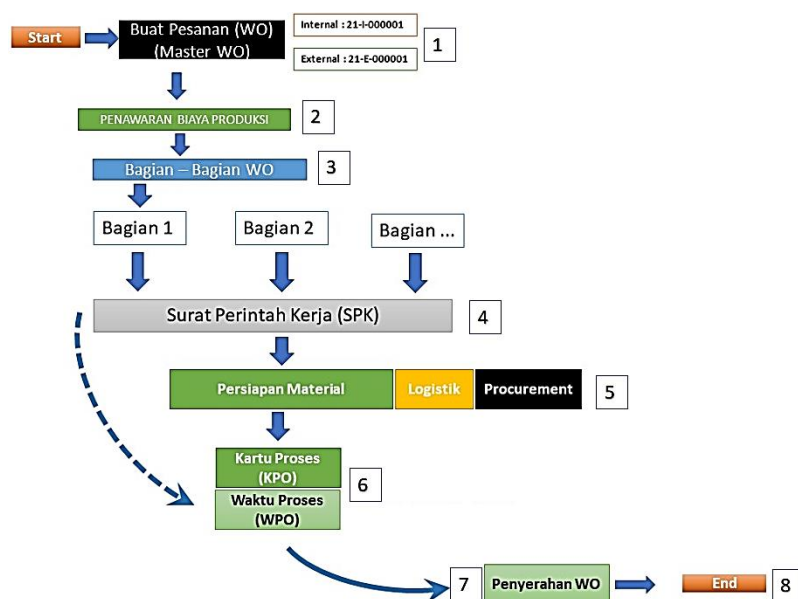 Start
Buat Pesanan (WO)
(Master WO)
Internal : 21-I-000001
External : 21-E-000001
1
PENAWARAN BIAYA PRODUKSI
2
Bagian – Bagian WO
3
Bagian 1
Bagian 2
Bagian ...
Surat Perintah Kerja (SPK)
4
Persiapan Material
Logistik
Procurement
5
Kartu Proses
(KPO)
6
Waktu Proses
(WPO)
7
Penyerahan WO
End
8